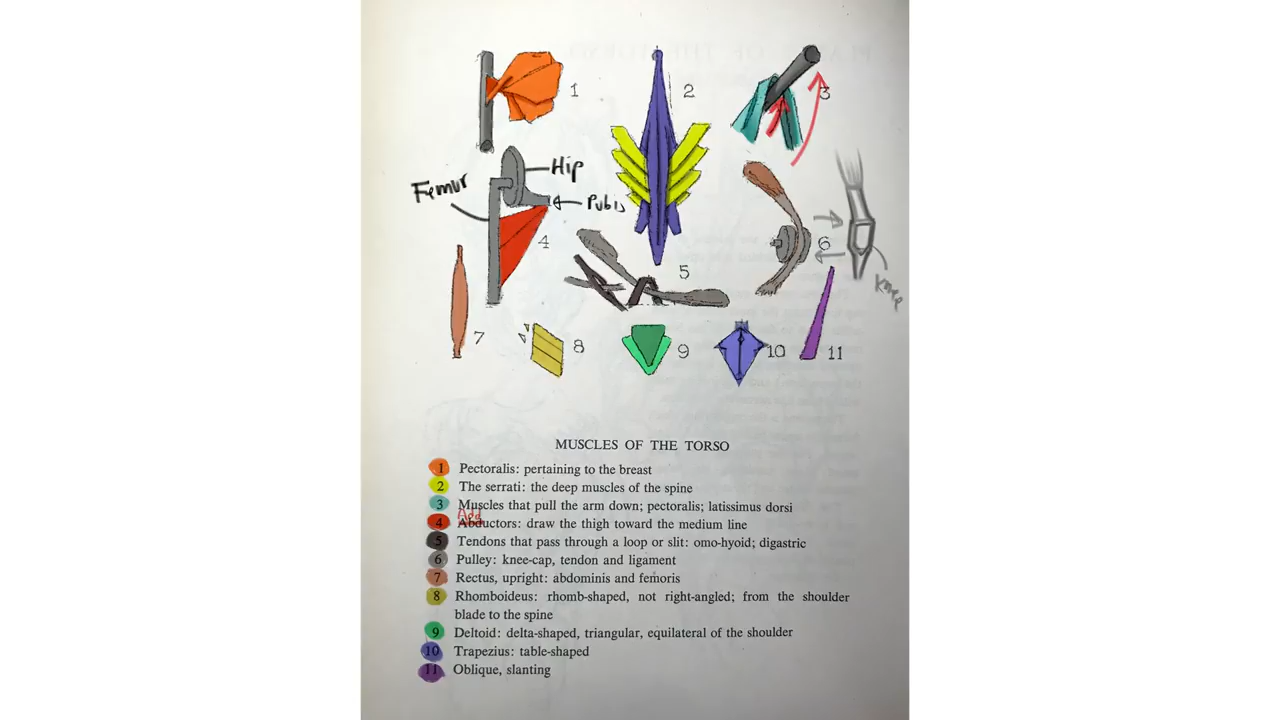 1
2
3
Hip
Femur
Pubis
4
6
5
Knee
7
8
9
10
11
MUSCLES OF THE TORSO
1 Pectoralis: pertaining to the breast
2 The serrati: the deep muscles of the spine
3 Muscles that pull the arm down; pectoralis; latissimus dorsi
Add
4 Abductors: draw the thigh toward the medium line
5 Tendons that pass through a loop or slit: omo-hyoid; digastric
6 Pulley: knee-cap, tendon and ligament
7 Rectus, upright: abdominis and femoris
8 Rhomboideus: rhomb-shaped, not right-angled; from the shoulder
blade to the spine
9 Deltoid: delta-shaped, triangular, equilateral of the shoulder
10 Trapezius: table-shaped
11 Oblique, slanting